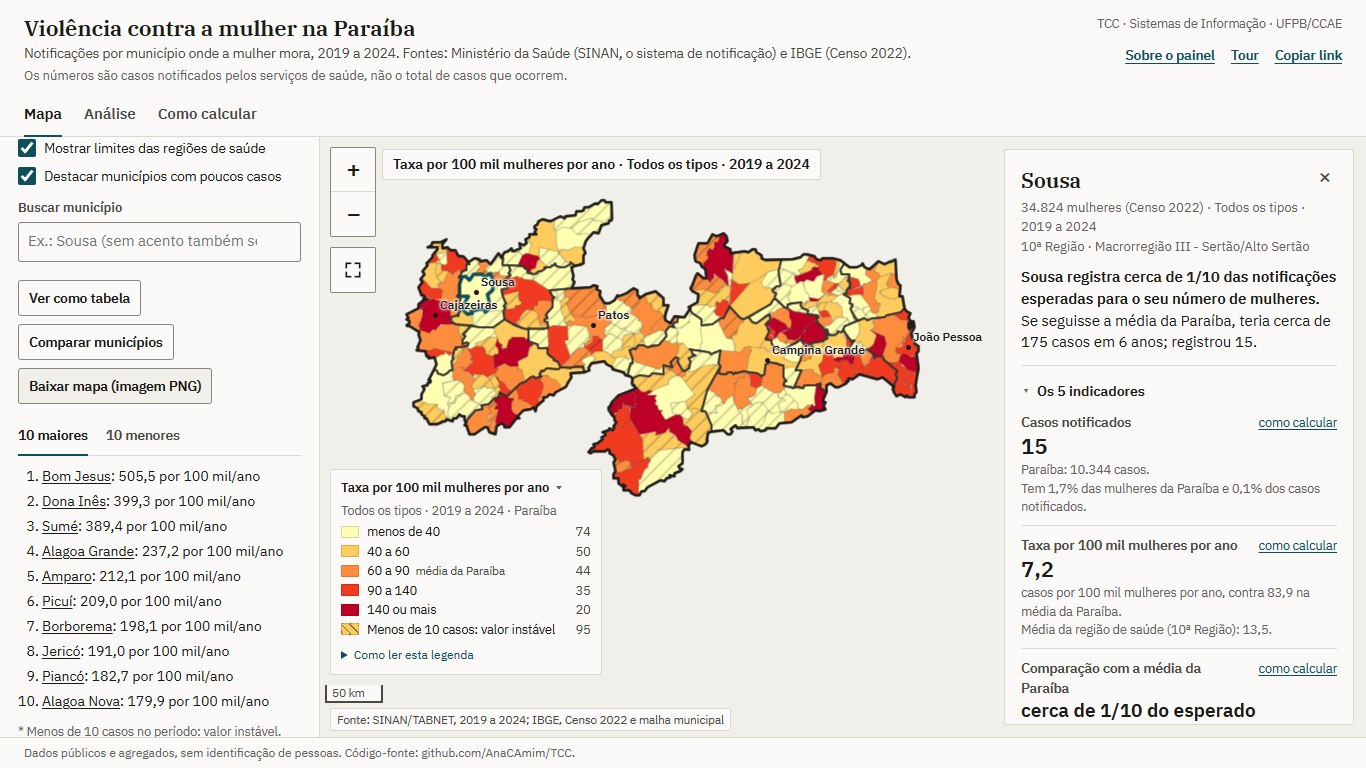 Violência contra a mulher na Paraíba
Notificações por município onde a mulher mora, 2019 a 2024. Fontes: Ministério da Saúde (SINAN, o sistema de notificação) e IBGE (Censo 2022).
Os números são casos notificados pelos serviços de saúde, não o total de casos que ocorrem.
TCC · Sistemas de Informação · UFPB/CCAE
Sobre o painel Tour Copiar link
Mapa Análise Como calcular
Mostrar limites das regiões de saúde
Destacar municípios com poucos casos
Buscar município
Ex.: Sousa (sem acento também se
Ver como tabela
Comparar municípios
Baixar mapa (imagem PNG)
10 maiores 10 menores
1. Bom Jesus: 505,5 por 100 mil/ano
2. Dona Inês: 399,3 por 100 mil/ano
3. Sumé: 389,4 por 100 mil/ano
4. Alagoa Grande: 237,2 por 100 mil/ano
5. Amparo: 212,1 por 100 mil/ano
6. Picuí: 209,0 por 100 mil/ano
7. Borborema: 198,1 por 100 mil/ano
8. Jericó: 191,0 por 100 mil/ano
9. Piancó: 182,7 por 100 mil/ano
10. Alagoa Nova: 179,9 por 100 mil/ano
* Menos de 10 casos no período: valor instável.
+
−
Taxa por 100 mil mulheres por ano · Todos os tipos · 2019 a 2024
Sousa
Cajazeiras
Patos
Campina Grande
João Pessoa
Taxa por 100 mil mulheres por ano
Todos os tipos · 2019 a 2024 · Paraíba
menos de 40 74
40 a 60 50
60 a 90 média da Paraíba 44
90 a 140 35
140 ou mais 20
Menos de 10 casos: valor instável 95
Como ler esta legenda
50 km
Fonte: SINAN/TABNET, 2019 a 2024; IBGE, Censo 2022 e malha municipal
Sousa ×
34.824 mulheres (Censo 2022) · Todos os tipos ·
2019 a 2024
10ª Região · Macrorregião III - Sertão/Alto Sertão
Sousa registra cerca de 1/10 das notificações
esperadas para o seu número de mulheres.
Se seguisse a média da Paraíba, teria cerca de
175 casos em 6 anos; registrou 15.
Os 5 indicadores
Casos notificados como calcular
15
Paraíba: 10.344 casos.
Tem 1,7% das mulheres da Paraíba e 0,1% dos casos
notificados.
Taxa por 100 mil mulheres por ano como calcular
7,2
casos por 100 mil mulheres por ano, contra 83,9 na
média da Paraíba.
Média da região de saúde (10ª Região): 13,5.
Comparação com a média da
Paraíba
como calcular
cerca de 1/10 do esperado
Dados públicos e agregados, sem identificação de pessoas. Código-fonte: github.com/AnaCAmim/TCC.